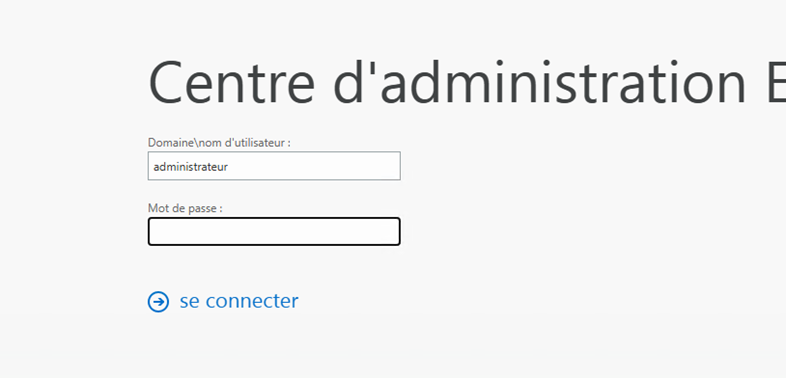 Centre d'administration E
Domaine\nom d'utilisateur :
administrateur
Mot de passe :
se connecter